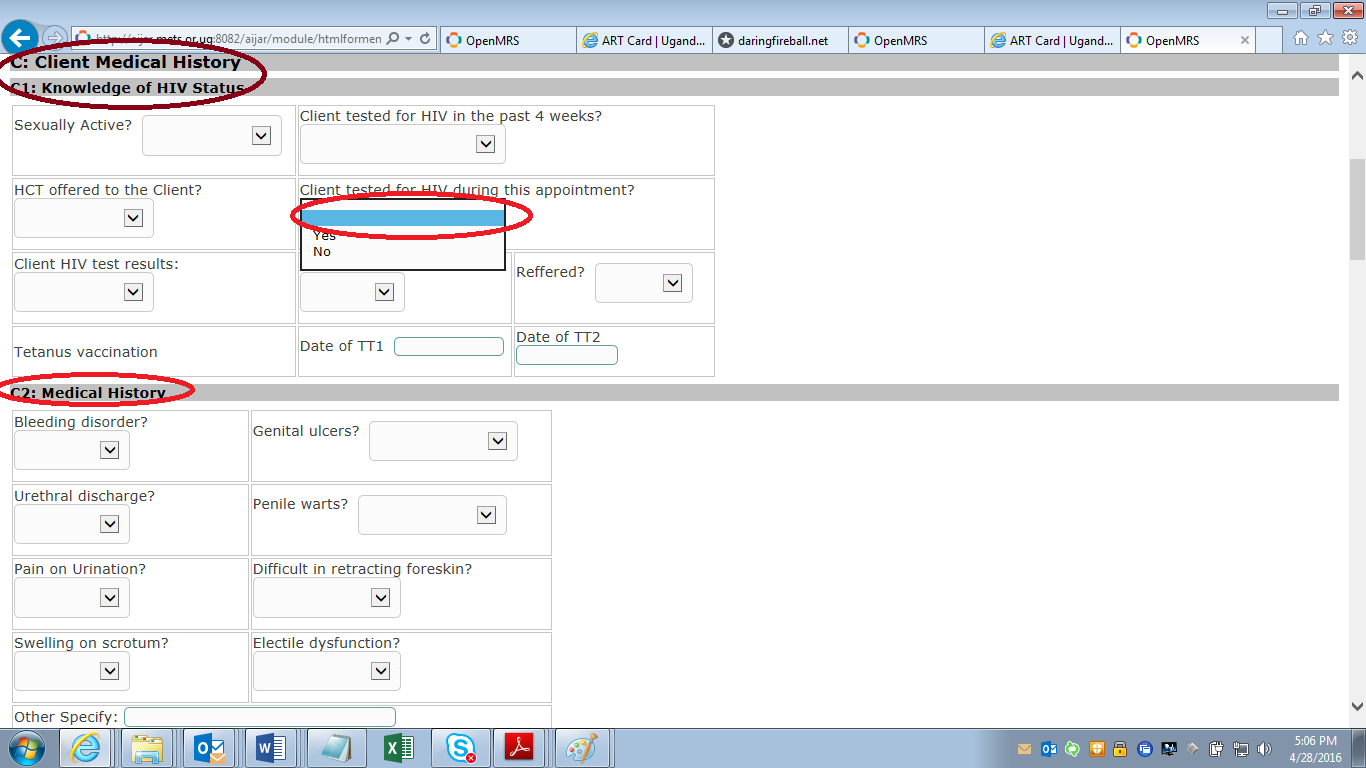 http://aijar.mets.or.ug:8082/aijar/module/htmlformen
OpenMRS
ART Card | Ugand...
daringfireball.net
OpenMRS
ART Card | Ugand...
OpenMRS
C: Client Medical History
C1: Knowledge of HIV Status
Sexually Active?
Client tested for HIV in the past 4 weeks?
HCT offered to the Client?
Client tested for HIV during this appointment?
Yes
No
Client HIV test results:
Reffered?
Tetanus vaccination
Date of TT1
Date of TT2
C2: Medical History
Bleeding disorder?
Genital ulcers?
Urethral discharge?
Penile warts?
Pain on Urination?
Difficult in retracting foreskin?
Swelling on scrotum?
Electile dysfunction?
Other Specify:
5:06 PM
4/28/2016